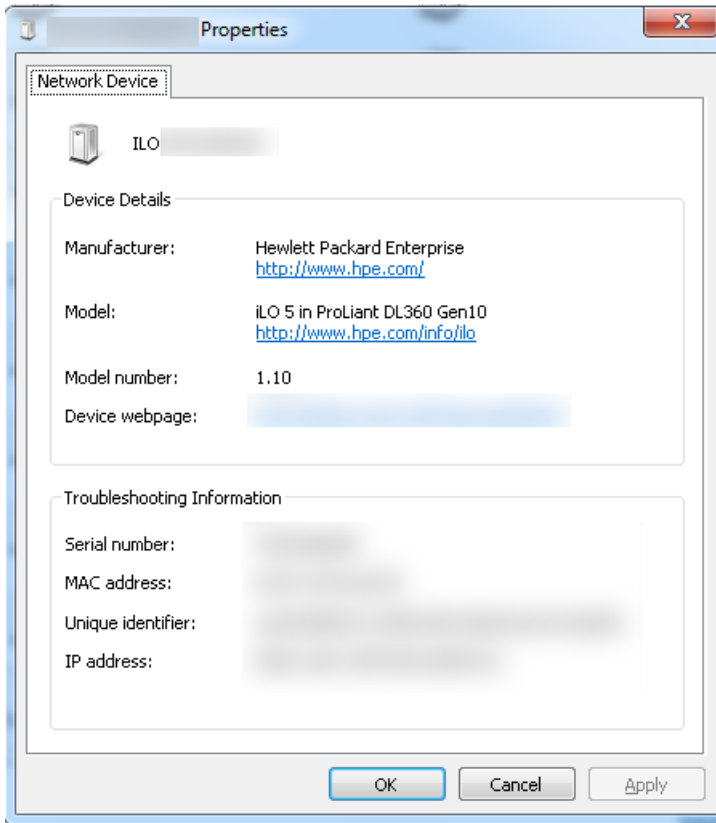 Properties
Network Device
ILO
Device Details
Manufacturer: Hewlett Packard Enterprise
http://www.hpe.com/
Model: iLO 5 in ProLiant DL360 Gen10
http://www.hpe.com/info/ilo
Model number: 1.10
Device webpage:
Troubleshooting Information
Serial number:
MAC address:
Unique identifier:
IP address:
OK Cancel Apply